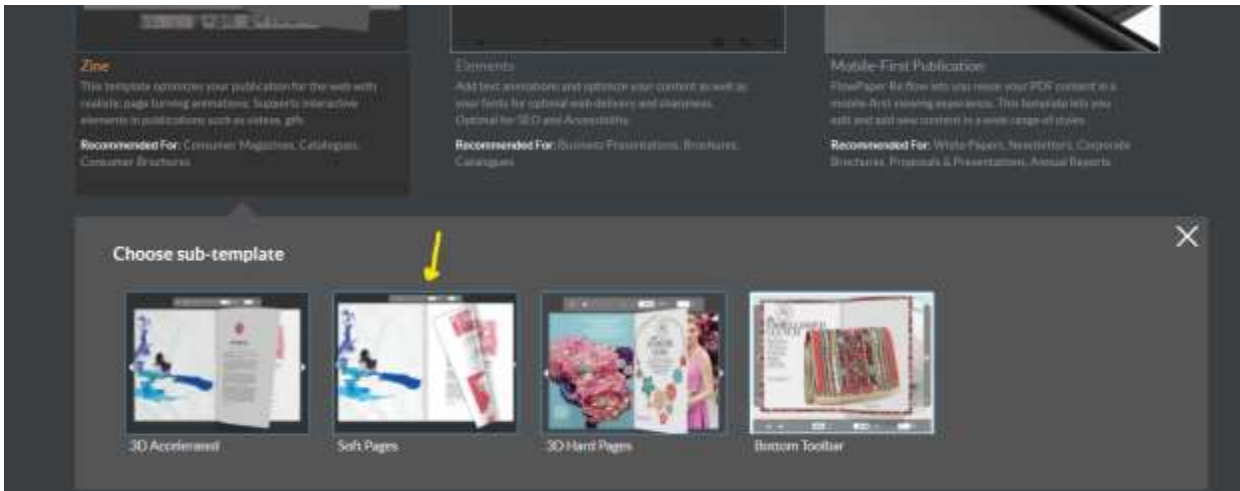 Zine
This template optimizes your publication for the web with
realistic page turning animations. Supports interactive
elements in publications such as videos, gifs
Recommended For: Consumer Magazines, Catalogues,
Consumer Brochures
Elements
Add text animations and optimize your content as well as
your fonts for optimal web delivery and sharpness.
Optimal for SEO and Accessibility.
Recommended For: Business Presentations, Brochures,
Catalogues
Mobile-First Publication
FlowPaper Re flow lets you reuse your PDF content in a
mobile-first viewing experience. This template lets you
edit and add new content in a wide range of styles
Recommended For: White Papers, Newsletters, Corporate
Brochures, Proposals & Presentations, Annual Reports
Choose sub-template
3D Accelerated
Soft Pages
3D Hard Pages
Bottom Toolbar